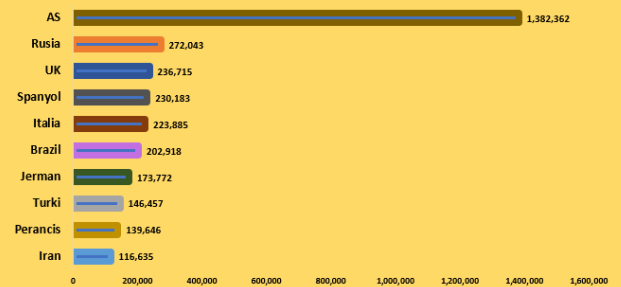 AS 1,382,362
Rusia 272,043
UK 236,715
Spanyol 230,183
Italia 223,885
Brazil 202,918
Jerman 173,772
Turki 146,457
Perancis 139,646
Iran 116,635
0 200,000 400,000 600,000 800,000 1,000,000 1,200,000 1,400,000 1,600,000